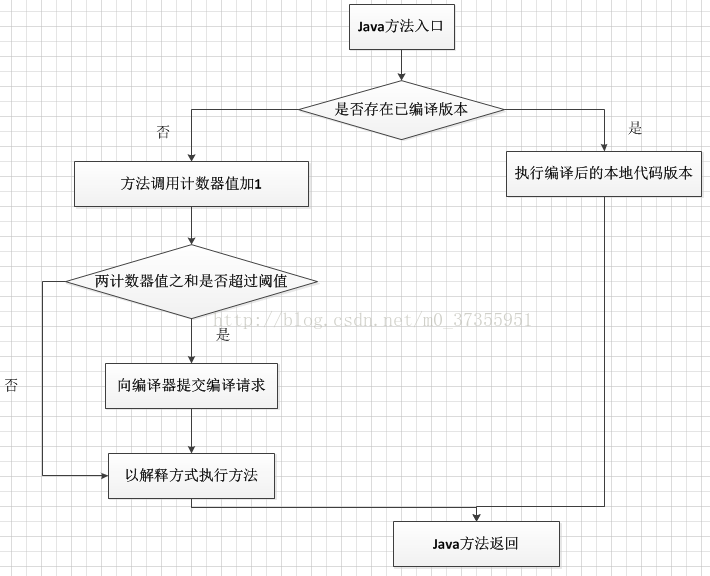 Java方法入口
是否存在已编译版本
否
是
方法调用计数器值加1
执行编译后的本地代码版本
两计数器值之和是否超过阈值
http://blog.csdn.net/m0_37355951
是
向编译器提交编译请求
否
以解释方式执行方法
Java方法返回